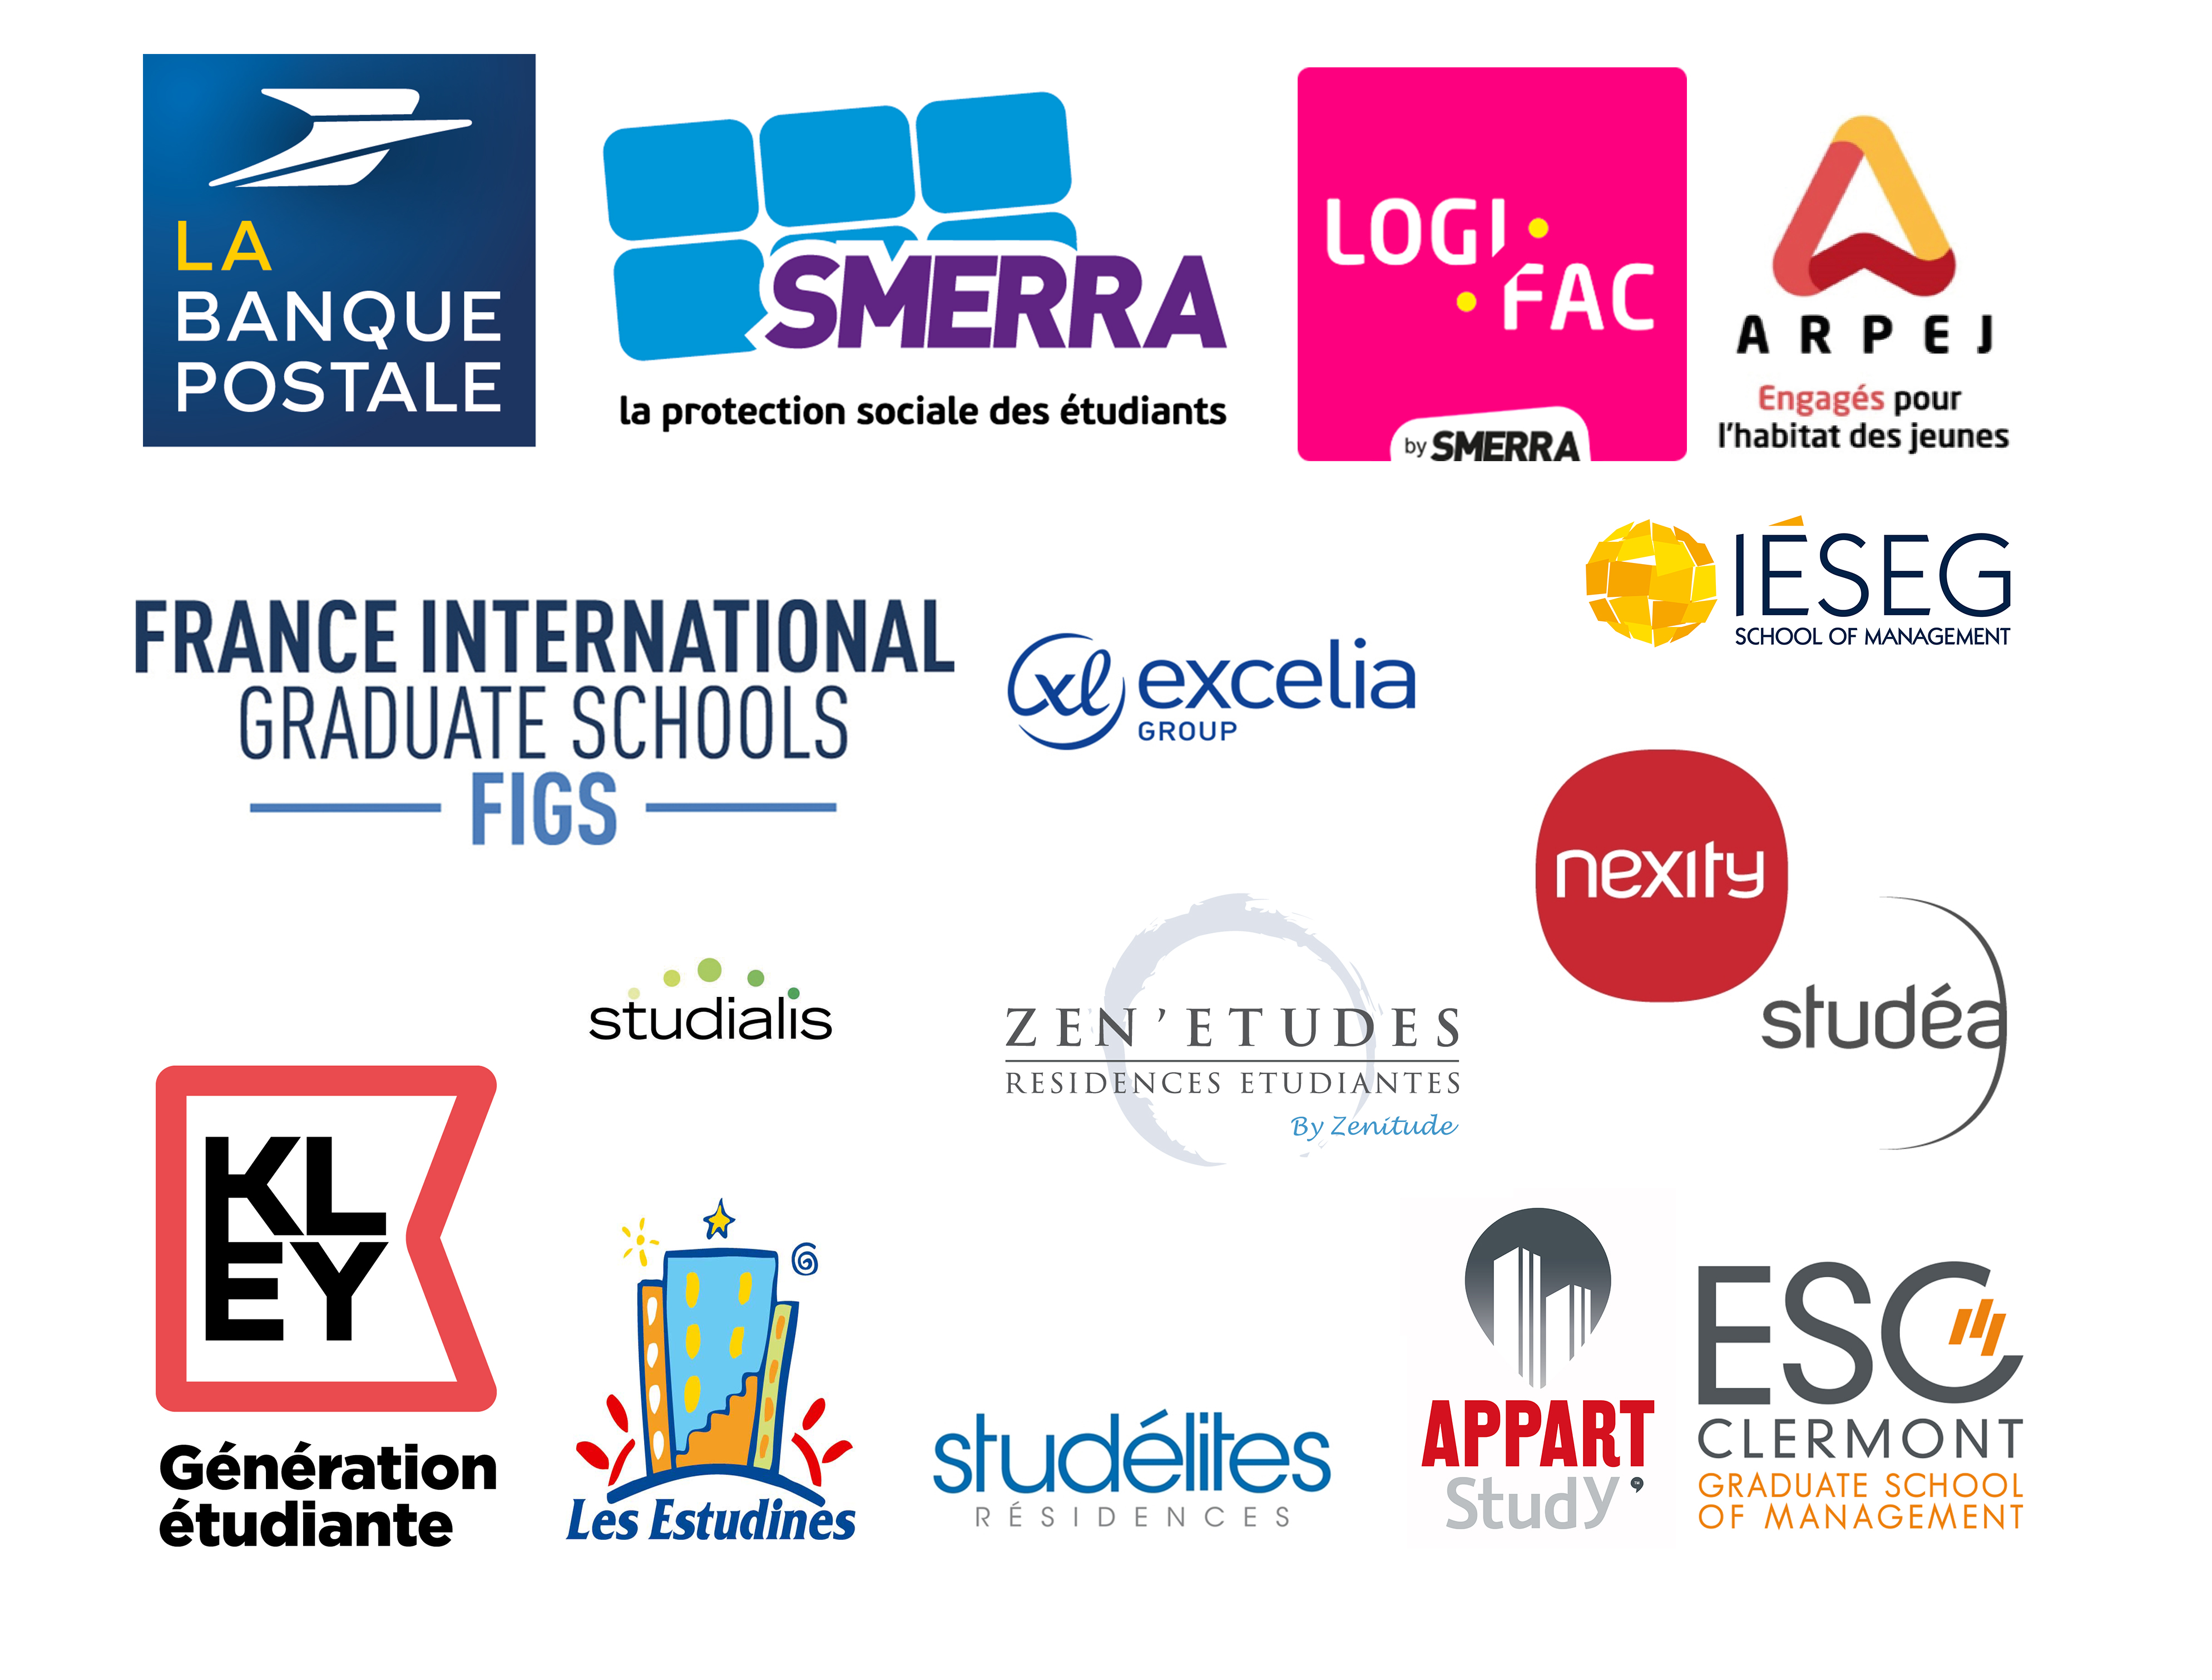 LA
BANQUE
POSTALE
SMERRA
la protection sociale des étudiants
LOGI
FAC
by SMERRA
ARPEJ
Engagés pour
l'habitat des jeunes
FRANCE INTERNATIONAL
GRADUATE SCHOOLS
FIGS
xl excelia
GROUP
IÉSEG
SCHOOL OF MANAGEMENT
nexity
studéa
studialis
ZEN'ETUDES
RESIDENCES ETUDIANTES
By Zenitude
KL
EY
Génération
étudiante
Les Estudines
studélites
RÉSIDENCES
APPART
Study'
ESC
CLERMONT
GRADUATE SCHOOL
OF MANAGEMENT